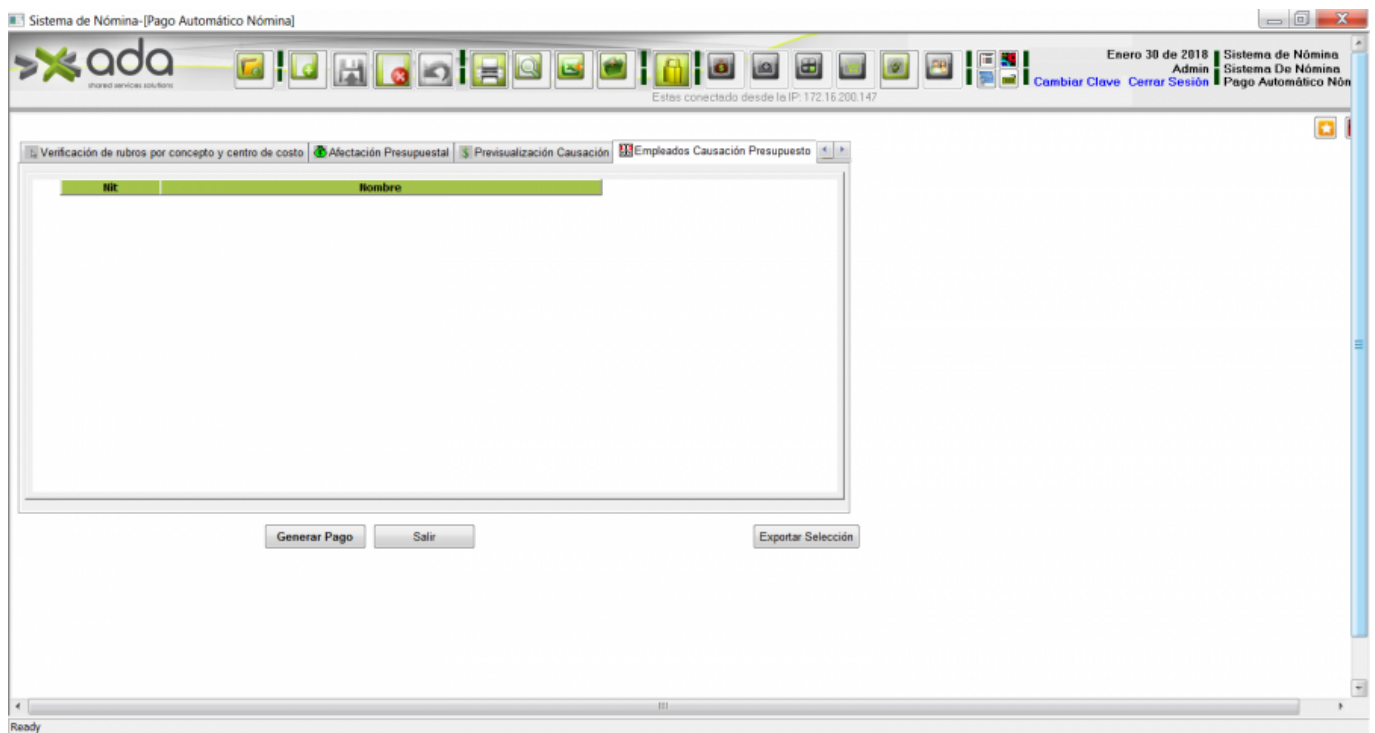 Sistema de Nómina-[Pago Automático Nómina]
ada
shared services solutions
Enero 30 de 2018 Sistema de Nómina
Admin Sistema De Nómina
Cambiar Clave Cerrar Sesión Pago Automático Nón
Estas conectado desde la IP: 172.16.200.147
Verificación de rubros por concepto y centro de costo Afectación Presupuestal Previsualización Causación Empleados Causación Presupuesto
Nit Nombre
Generar Pago Salir Exportar Selección
Ready